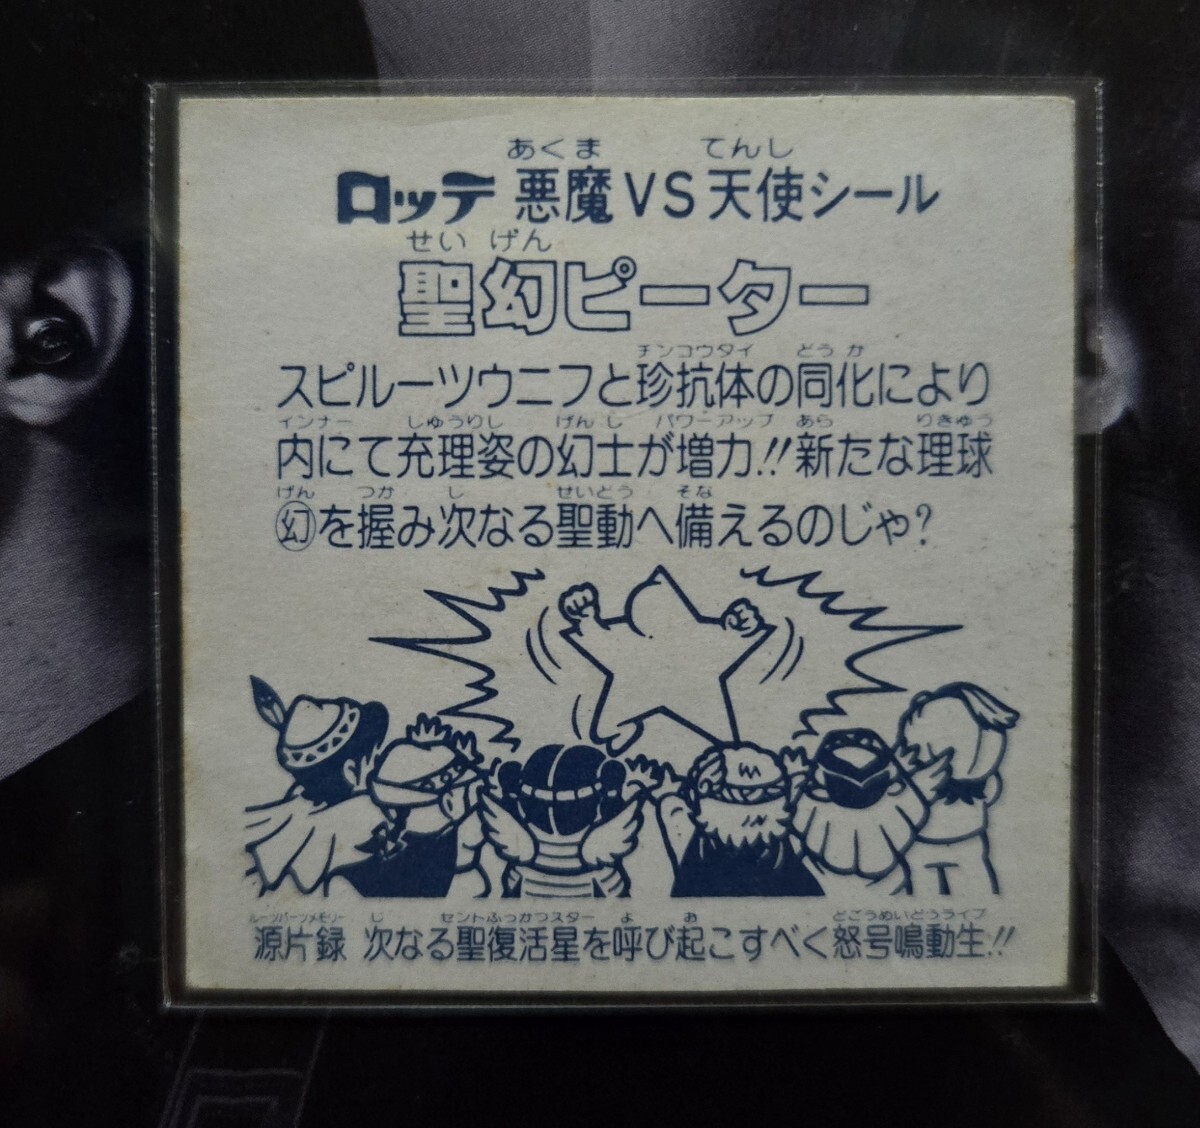 あくま てんし
ロッテ 悪魔VS天使シール
せい げん
聖幻ピーター
チンコウタイ どうか
スピルーツウニフと珍抗体の同化により
インナー しゅうりし げんし パワーアップ あら りきゅう
内にて充理姿の幻士が増力!!新たな理球
げん つか し せいどう そな
幻を握み次なる聖動へ備えるのじゃ?
T
ルーツパーツメモリー じ セントふっかつスター よ お どごうめいどうライブ
源片録 次なる聖復活星を呼び起こすべく怒号鳴動生!!